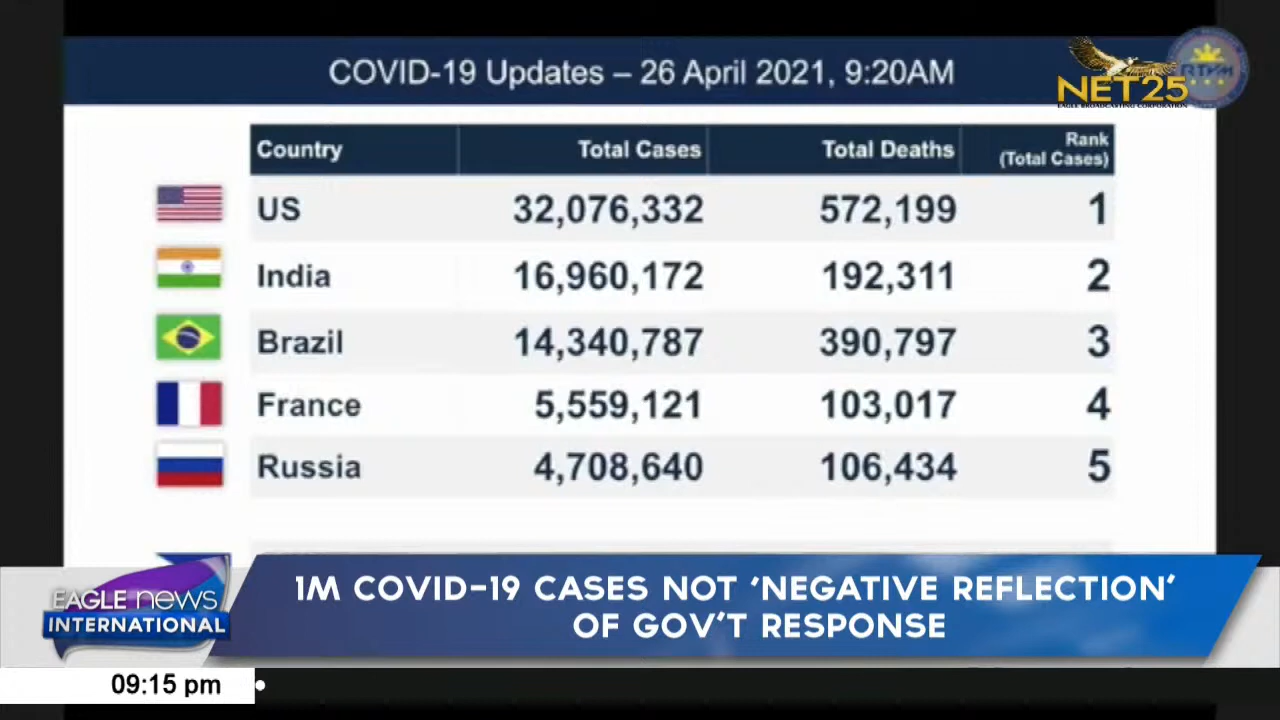 COVID-19 Updates – 26 April 2021, 9:20AM
NET25
EAGLE BROADCASTING CORPORATION
RTVM
Country Total Cases Total Deaths Rank
(Total Cases)
US 32,076,332 572,199 1
India 16,960,172 192,311 2
Brazil 14,340,787 390,797 3
France 5,559,121 103,017 4
Russia 4,708,640 106,434 5
EAGLE news
INTERNATIONAL
1M COVID-19 CASES NOT ‘NEGATIVE REFLECTION’
OF GOV’T RESPONSE
09:15 pm